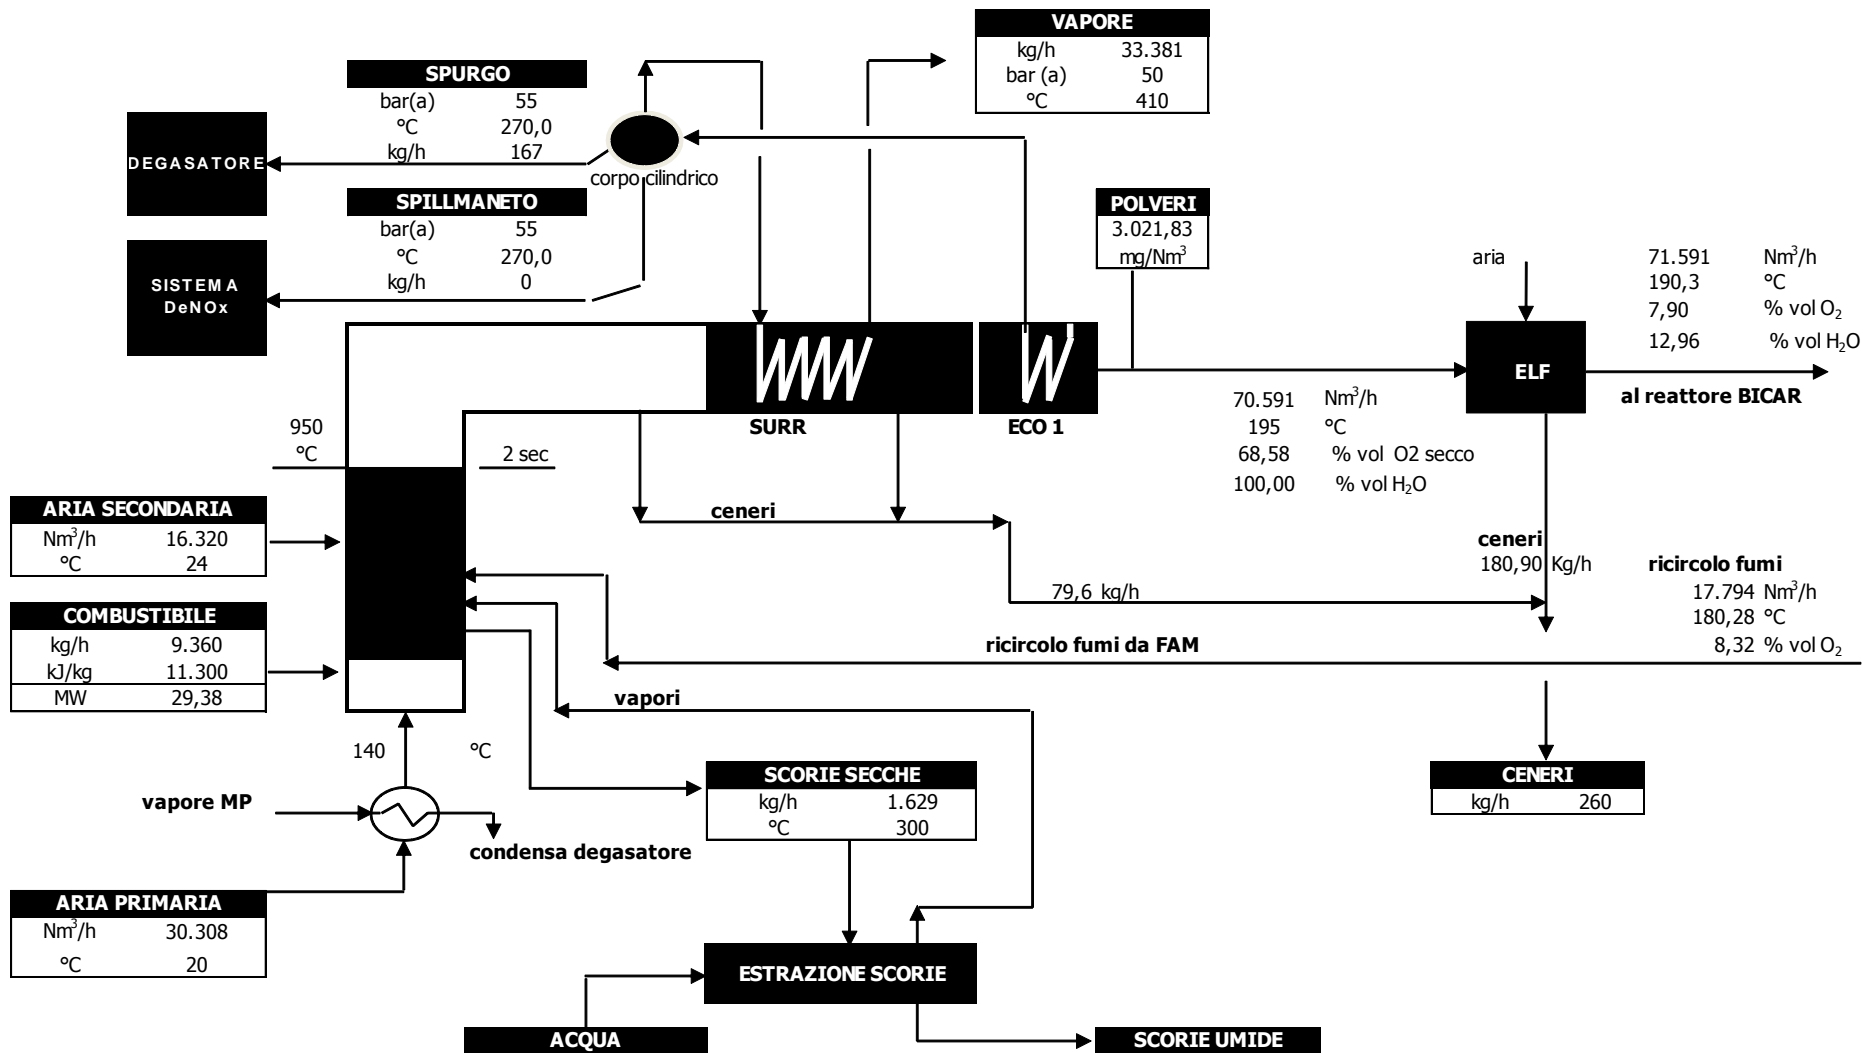 VAPORE
kg/h 33.381
bar (a) 50
°C 410
SPURGO
bar(a) 55
°C 270,0
kg/h 167
DEGASATORE
corpo cilindrico
SPILLMANETO
bar(a) 55
°C 270,0
kg/h 0
SISTEMA
DeNOx
POLVERI
3.021,83
mg/Nm³
aria
71.591 Nm³/h
190,3 °C
7,90 % vol O₂
12,96 % vol H₂O
ELF
al reattore BICAR
70.591 Nm³/h
195 °C
68,58 % vol O2 secco
100,00 % vol H₂O
SURR
ECO 1
950
°C
2 sec
ARIA SECONDARIA
Nm³/h 16.320
°C 24
ceneri
ceneri
180,90 Kg/h
79,6 kg/h
ricircolo fumi
17.794 Nm³/h
180,28 °C
8,32 % vol O₂
COMBUSTIBILE
kg/h 9.360
kJ/kg 11.300
MW 29,38
ricircolo fumi da FAM
vapori
140 °C
vapore MP
condensa degasatore
SCORIE SECCHE
kg/h 1.629
°C 300
CENERI
kg/h 260
ARIA PRIMARIA
Nm³/h 30.308
°C 20
ESTRAZIONE SCORIE
ACQUA
SCORIE UMIDE